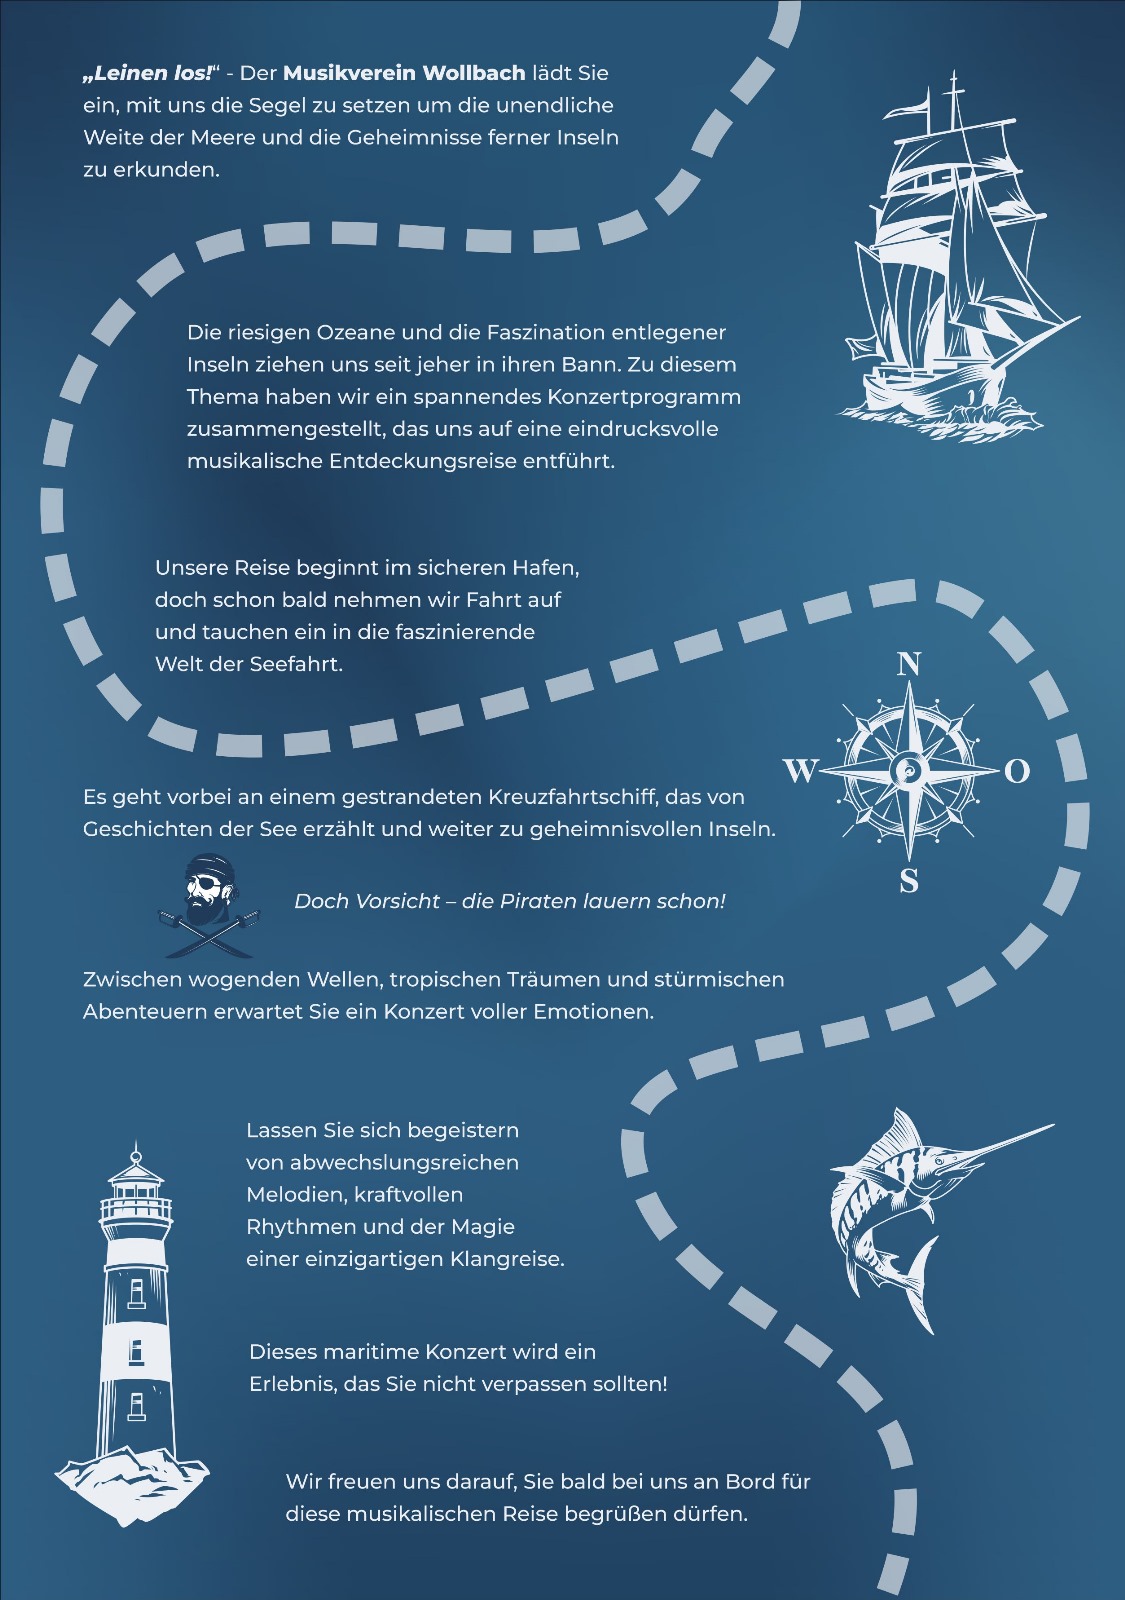 „Leinen los!“ - Der Musikverein Wollbach lädt Sie
ein, mit uns die Segel zu setzen um die unendliche
Weite der Meere und die Geheimnisse ferner Inseln
zu erkunden.
Die riesigen Ozeane und die Faszination entlegener
Inseln ziehen uns seit jeher in ihren Bann. Zu diesem
Thema haben wir ein spannendes Konzertprogramm
zusammengestellt, das uns auf eine eindrucksvolle
musikalische Entdeckungsreise entführt.
Unsere Reise beginnt im sicheren Hafen,
doch schon bald nehmen wir Fahrt auf
und tauchen ein in die faszinierende
Welt der Seefahrt.
N
W O
S
Es geht vorbei an einem gestrandeten Kreuzfahrtschiff, das von
Geschichten der See erzählt und weiter zu geheimnisvollen Inseln.
Doch Vorsicht – die Piraten lauern schon!
Zwischen wogenden Wellen, tropischen Träumen und stürmischen
Abenteuern erwartet Sie ein Konzert voller Emotionen.
Lassen Sie sich begeistern
von abwechslungsreichen
Melodien, kraftvollen
Rhythmen und der Magie
einer einzigartigen Klangreise.
Dieses maritime Konzert wird ein
Erlebnis, das Sie nicht verpassen sollten!
Wir freuen uns darauf, Sie bald bei uns an Bord für
diese musikalischen Reise begrüßen dürfen.